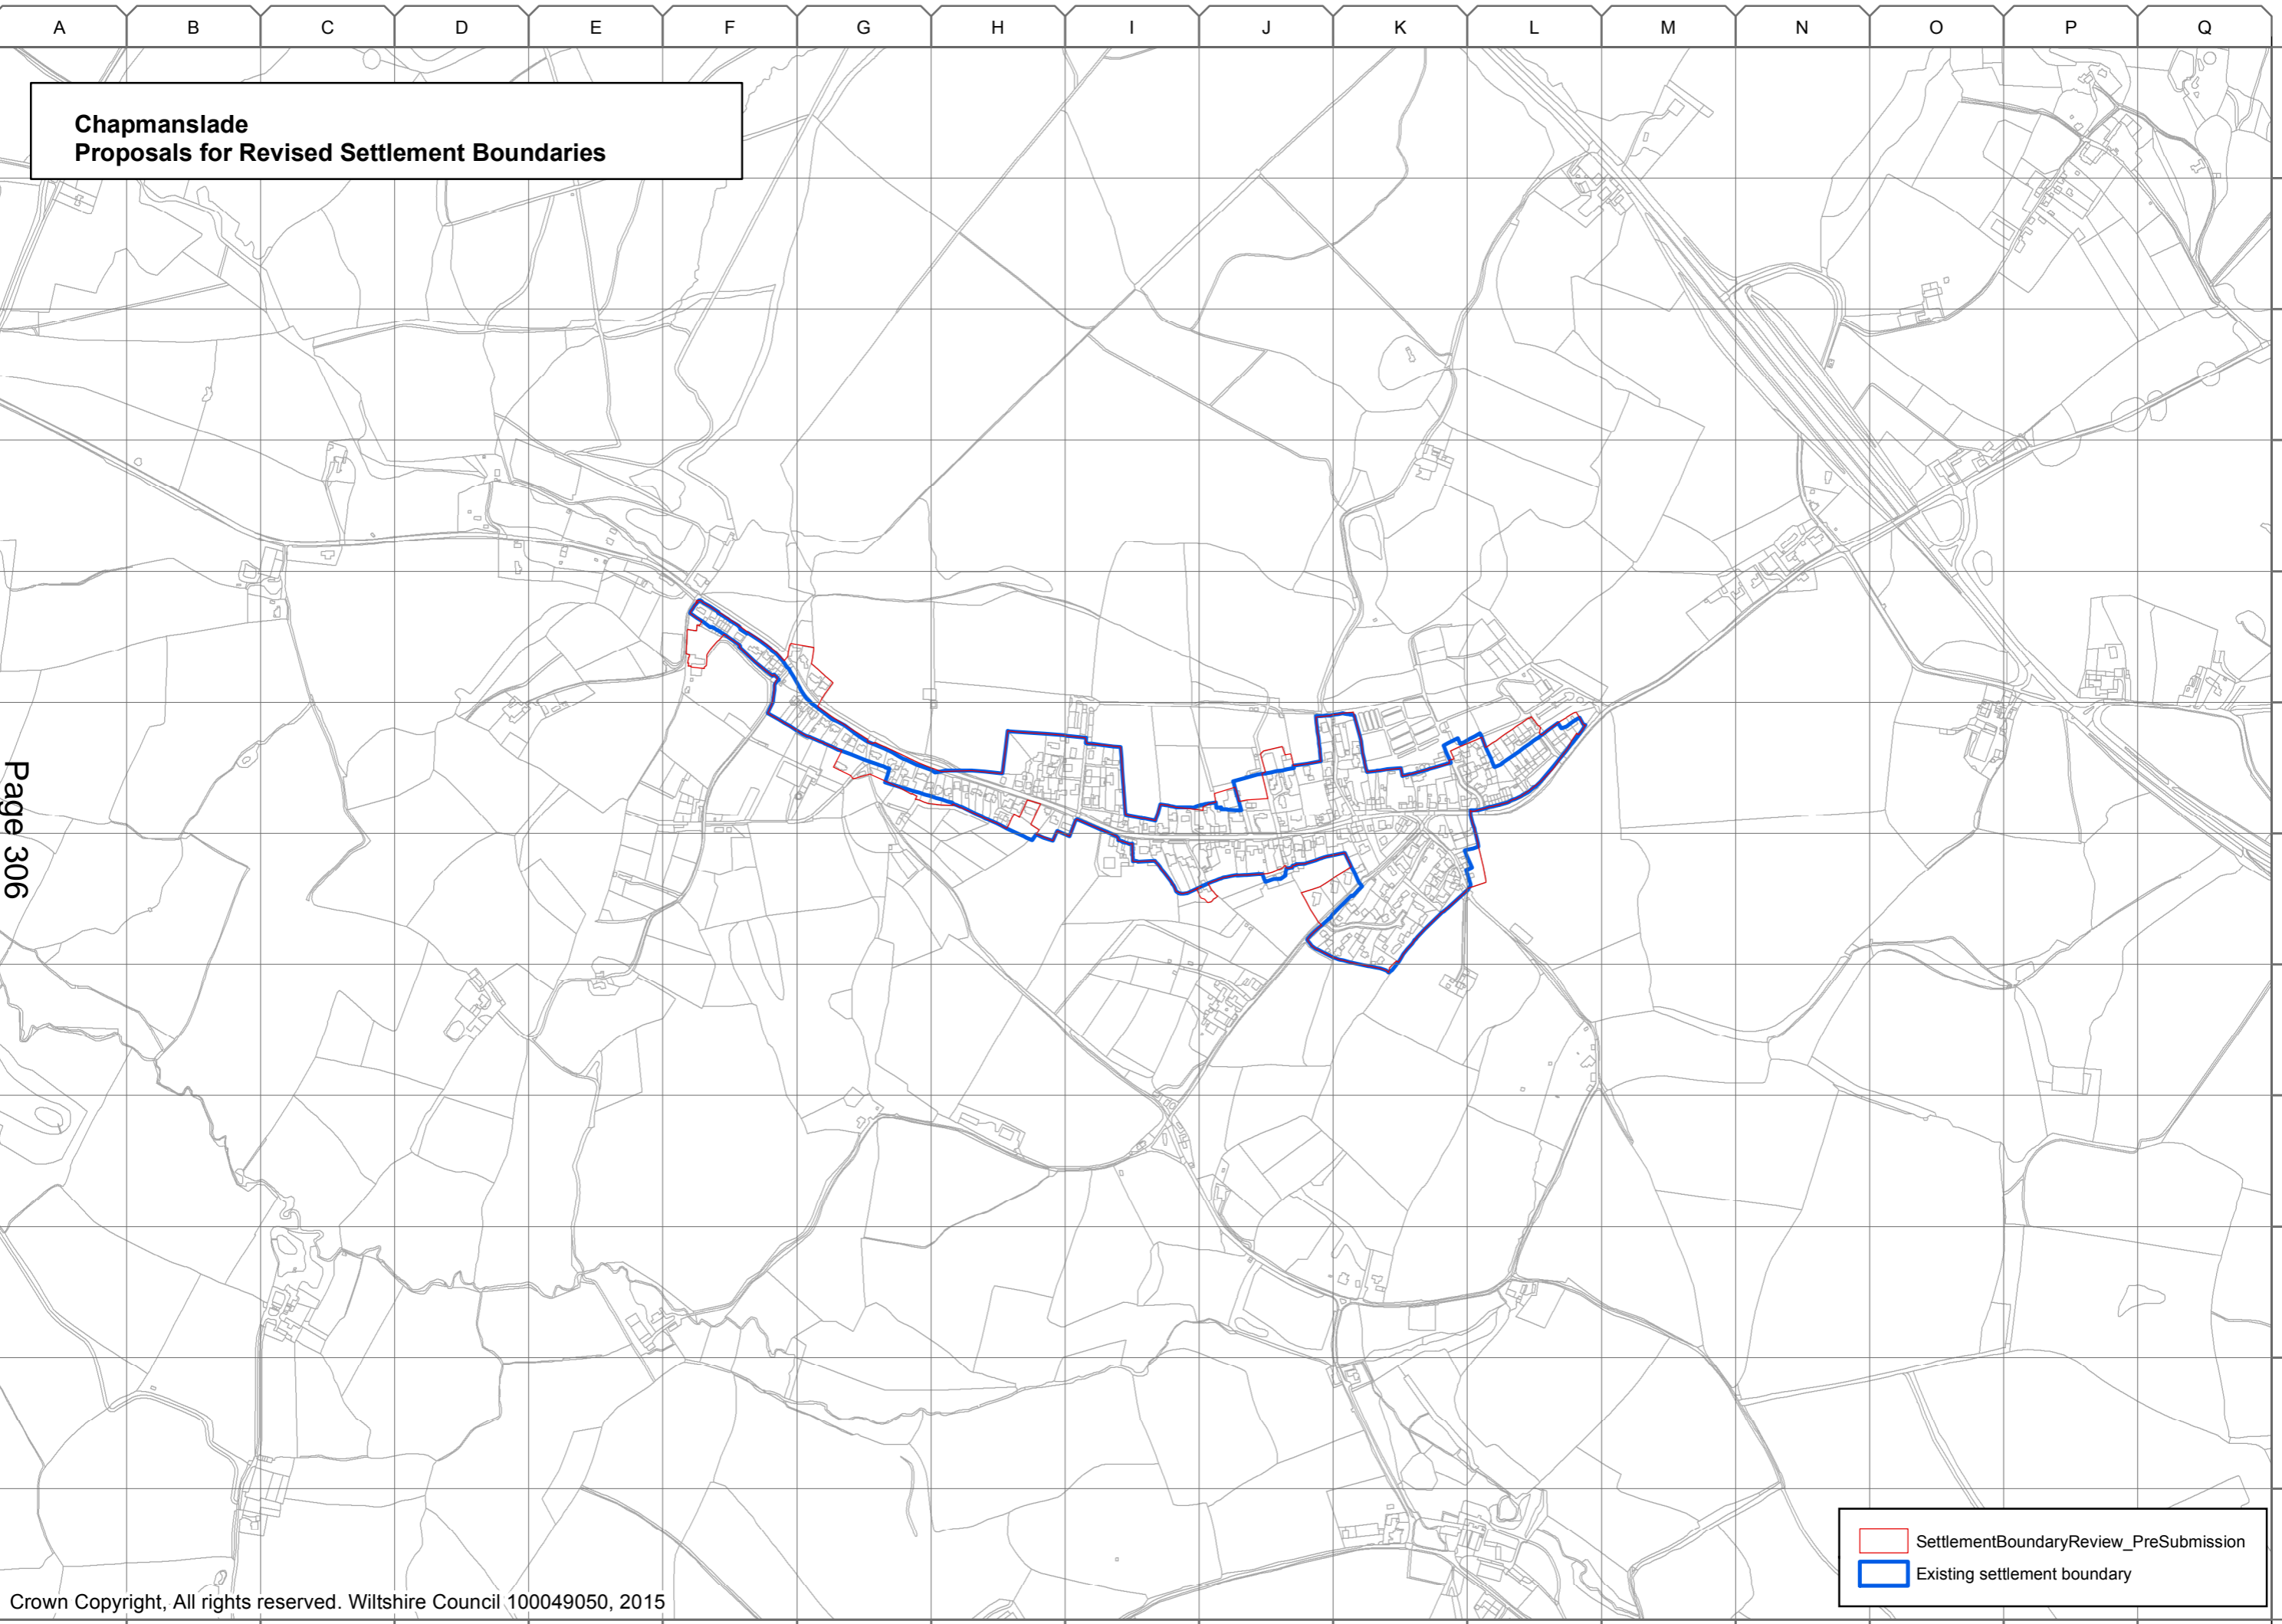 A B C D E F G H I J K L M N O P Q
Chapmanslade
Proposals for Revised Settlement Boundaries
Page 306
SettlementBoundaryReview_PreSubmission
Existing settlement boundary
Crown Copyright, All rights reserved. Wiltshire Council 100049050, 2015